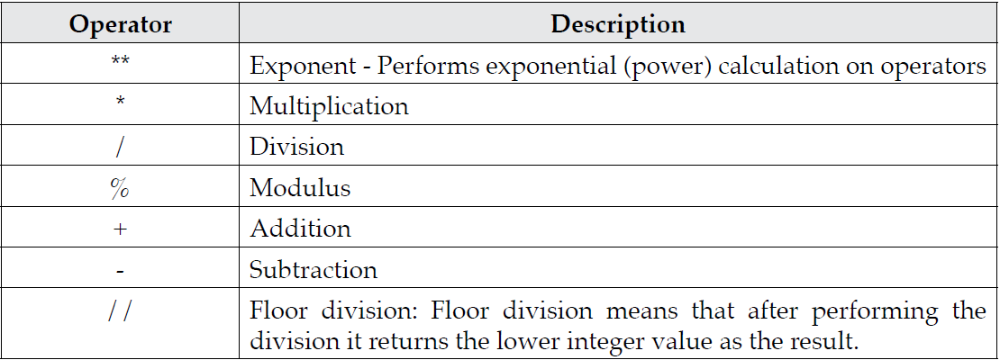 Operator Description
** Exponent - Performs exponential (power) calculation on operators
* Multiplication
/ Division
% Modulus
+ Addition
- Subtraction
// Floor division: Floor division means that after performing the
division it returns the lower integer value as the result.